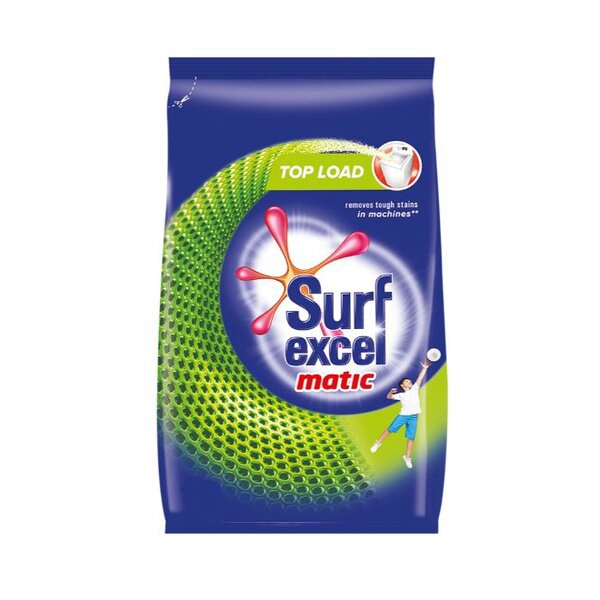 TOP LOAD
removes tough stains
in machines**
Surf
excel
matic